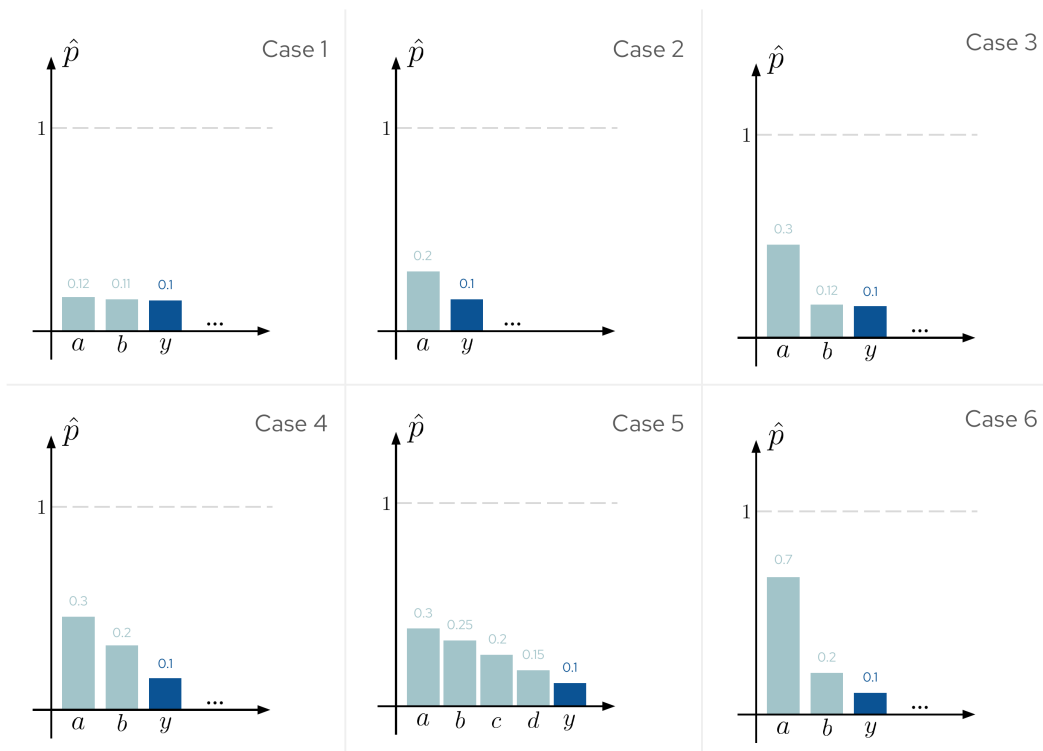 Case 1
p̂
1
0.12 0.11 0.1
...
a b y
Case 2
p̂
1
0.2 0.1
...
a y
Case 3
p̂
1
0.3 0.12 0.1
...
a b y
Case 4
p̂
1
0.3 0.2 0.1
...
a b y
Case 5
p̂
1
0.3 0.25 0.2 0.15 0.1
a b c d y
Case 6
p̂
1
0.7 0.2 0.1
...
a b y